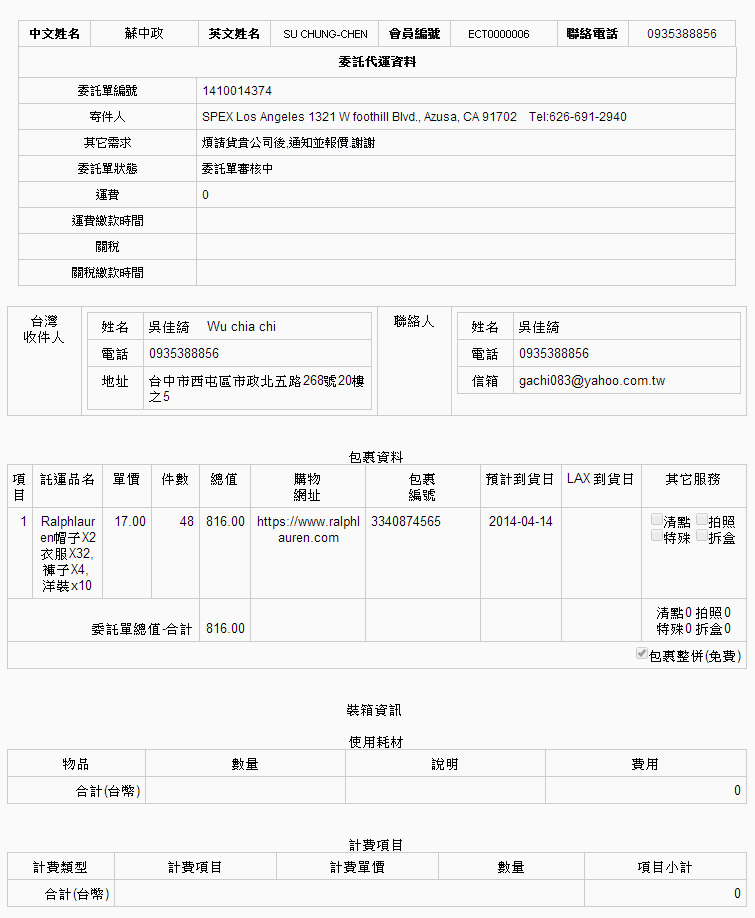 中文姓名 蘇中政 英文姓名 SU CHUNG-CHEN 會員編號 ECT0000006 聯絡電話 0935388856
委託代運資料
委託單編號 1410014374
寄件人 SPEX Los Angeles 1321 W foothill Blvd., Azusa, CA 91702 Tel:626-691-2940
其它需求 煩請貨貴公司後,通知並報價.謝謝
委託單狀態 委託單審核中
運費 0
運費繳款時間
關稅
關稅繳款時間
台灣
收件人
姓名 吳佳綺 Wu chia chi
電話 0935388856
地址 台中市西屯區市政北五路268號20樓
之5
聯絡人
姓名 吳佳綺
電話 0935388856
信箱 gachi083@yahoo.com.tw
包裹資料
項
目
託運品名
單價
件數
總值
購物
網址
包裹
編號
預計到貨日
LAX 到貨日
其它服務
1
Ralphlaur
en帽子X2
衣服X32,
褲子X4,
洋裝x10
17.00
48
816.00
https://www.ralphl
auren.com
3340874565
2014-04-14
清點 拍照
特殊 拆盒
委託單總值-合計 816.00
清點0 拍照0
特殊0 拆盒0
包裹整併(免費)
裝箱資訊
使用耗材
物品 數量 說明 費用
合計(台幣) 0
計費項目
計費類型 計費項目 計費單價 數量 項目小計
合計(台幣) 0